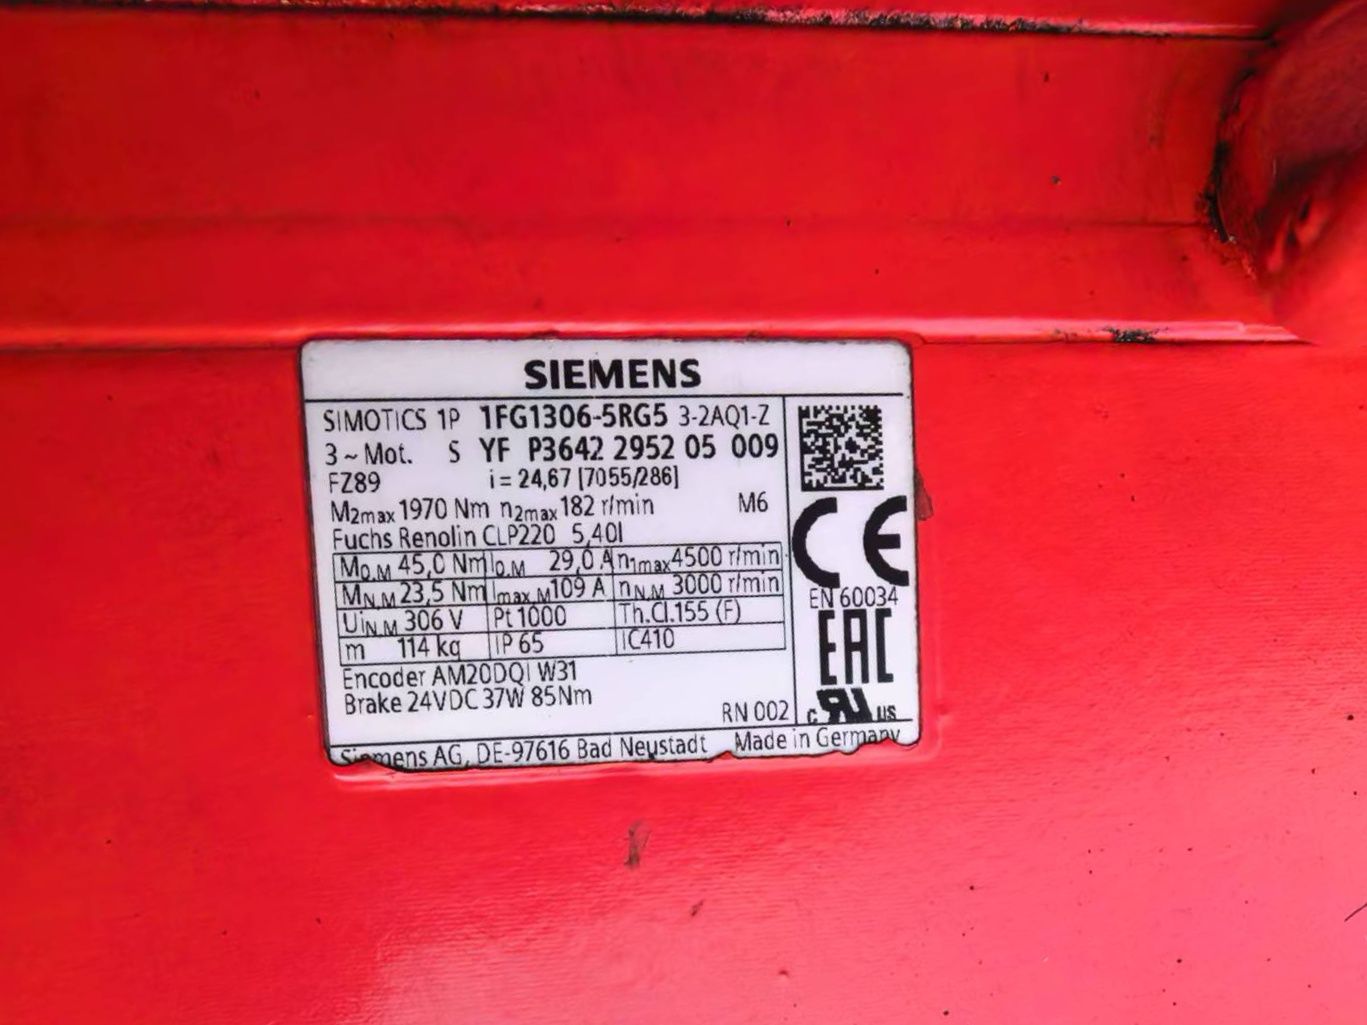 SIEMENS
SIMOTICS 1P 1FG1306-5RG5 3-2AQ1-Z
3 ~ Mot. S YF P3642 2952 05 009
FZ89 i = 24,67 [7055/286]
M2max 1970 Nm n2max 182 r/min M6
Fuchs Renolin CLP220 5,40l
M0,M 45,0 Nm I0,M 29,0 A n1max 4500 r/min
MN,M 23,5 Nm Imax,M 109 A nN,M 3000 r/min
UiN,M 306 V Pt1000 Th.Cl.155 (F)
m 114 kg IP 65 IC410
Encoder AM20DQI W31
Brake 24VDC 37W 85Nm
RN 002
Siemens AG, DE-97616 Bad Neustadt Made in Germany
CE
EN 60034
EAC
c RU US